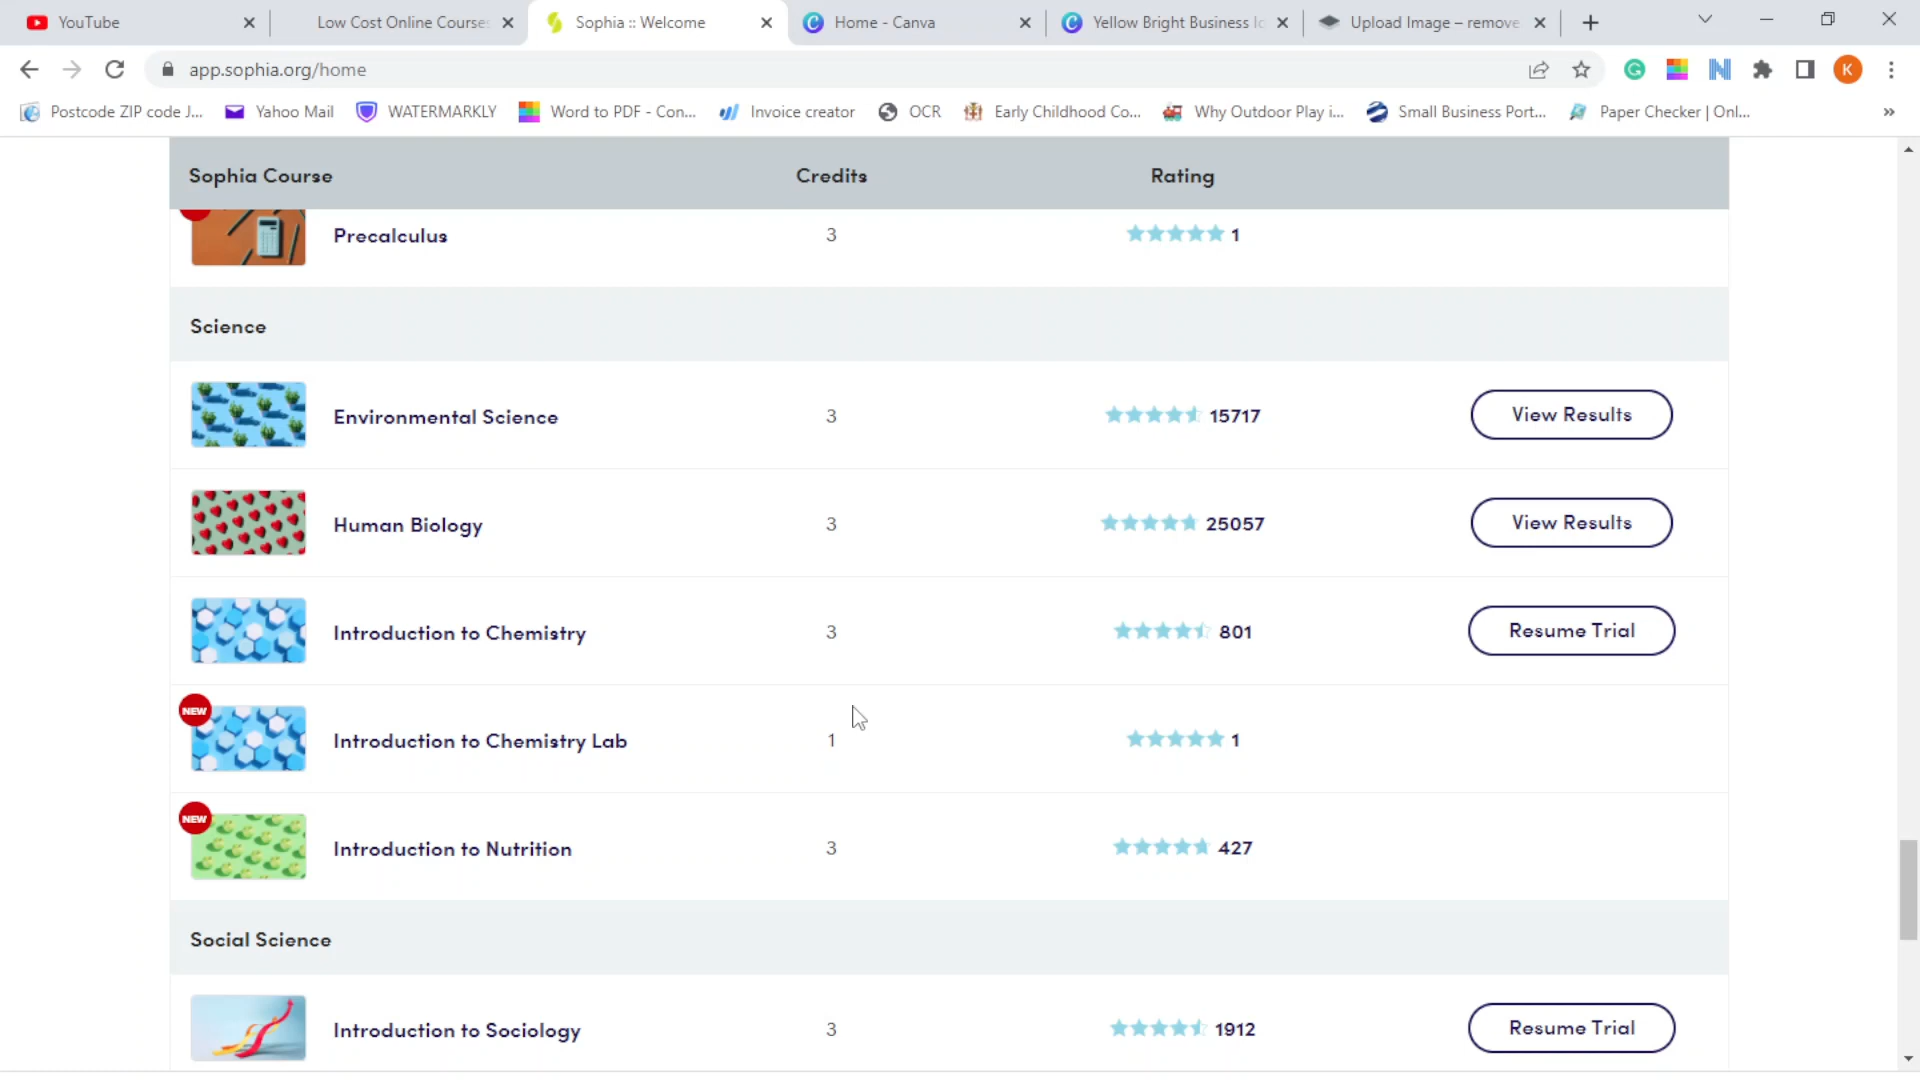 YouTube
Low Cost Online Courses
Sophia :: Welcome
Home - Canva
Yellow Bright Business Ic
Upload Image – remove
app.sophia.org/home
K
Postcode ZIP code J...
Yahoo Mail
WATERMARKLY
Word to PDF - Con...
Invoice creator
OCR
Early Childhood Co...
Why Outdoor Play i...
Small Business Port...
Paper Checker | Onl...
»
Sophia Course Credits Rating
Precalculus 3 1
Science
Environmental Science 3 15717 View Results
Human Biology 3 25057 View Results
Introduction to Chemistry 3 801 Resume Trial
NEW
Introduction to Chemistry Lab 1 1
NEW
Introduction to Nutrition 3 427
Social Science
Introduction to Sociology 3 1912 Resume Trial